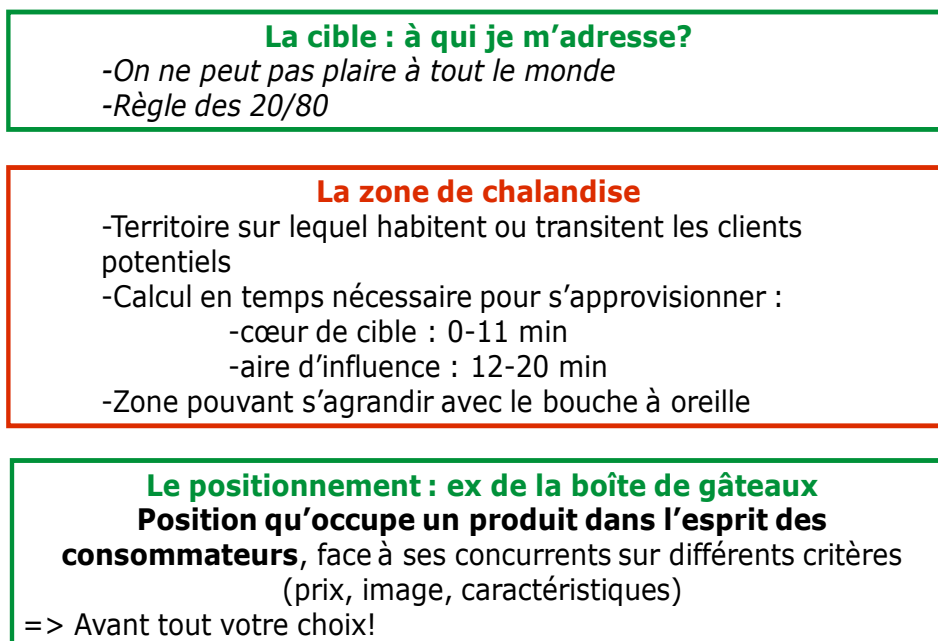 La cible : à qui je m’adresse?
-On ne peut pas plaire à tout le monde
-Règle des 20/80
La zone de chalandise
-Territoire sur lequel habitent ou transitent les clients
potentiels
-Calcul en temps nécessaire pour s’approvisionner :
-cœur de cible : 0-11 min
-aire d’influence : 12-20 min
-Zone pouvant s’agrandir avec le bouche à oreille
Le positionnement : ex de la boîte de gâteaux
Position qu’occupe un produit dans l’esprit des
consommateurs, face à ses concurrents sur différents critères
(prix, image, caractéristiques)
=> Avant tout votre choix!